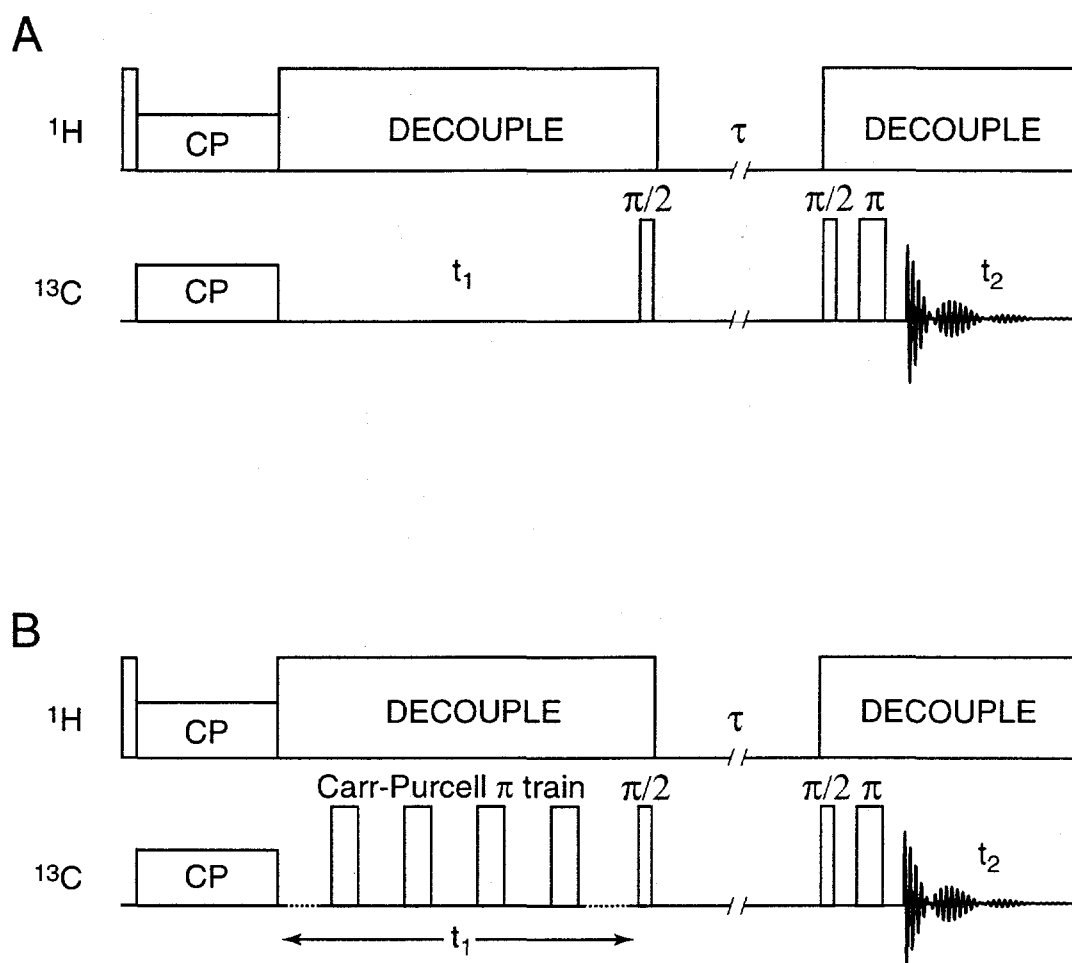 A
¹H CP DECOUPLE τ DECOUPLE
π/2 π/2 π
¹³C CP t₁ t₂
B
¹H CP DECOUPLE τ DECOUPLE
Carr-Purcell π train π/2 π/2 π
¹³C CP t₂
t₁